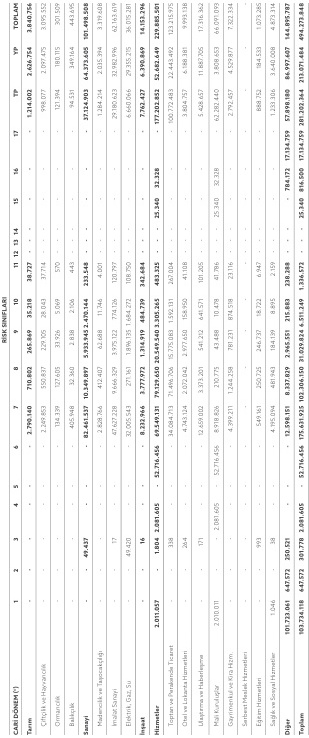 RISK SINIFLARI
CARİ DÖNEM (*) 1 2 3 4 5 6 7 8 9 10 11 12 13 14 15 16 17 TP YP TOPLAM
Tarım - - - - - - 2.790.140 710.802 265.869 35.218 38.727 - - - - - - 1.214.002 2.626.754 3.840.756
Çiftçilik ve Hayvancılık 2.249.853 550.837 229.105 28.043 37.714 998.077 2.097.475 3.095.552
Ormancılık 134.339 127.605 33.926 5.069 570 121.394 180.115 301.509
Balıkçılık 405.948 32.360 2.838 2.106 443 94.531 349.164 443.695
Sanayi - - 49.437 - - - 82.461.537 10.349.897 5.933.945 2.470.144 233.548 - - - - - - 37.124.903 64.373.605 101.498.508
Madencilik ve Taşocakçılığı 2.828.766 412.407 62.688 11.746 4.001 1.284.214 2.035.394 3.319.608
İmalat Sanayi 17 47.627.228 9.666.329 3.975.122 774.126 120.797 29.180.623 32.982.996 62.163.619
Elektrik, Gaz, Su 49.420 32.005.543 271.161 1.896.135 1.684.272 108.750 6.660.066 29.355.215 36.015.281
İnşaat - - 16 - - - 8.232.966 3.777.972 1.314.919 484.739 342.684 - - - - - - 7.762.427 6.390.869 14.153.296
Hizmetler 2.011.057 - 1.804 2.081.605 - 52.716.456 69.549.131 79.129.650 20.549.540 3.305.265 483.325 - - - 25.340 32.328 - 177.202.852 52.682.649 229.885.501
Toptan ve Perakende Ticaret 338 34.084.713 71.496.706 15.775.083 1.592.131 267.004 100.772.483 22.443.492 123.215.975
Otel ve Lokanta Hizmetleri 264 4.743.124 2.072.042 2.977.650 158.950 41.108 3.804.757 6.188.381 9.993.138
Ulaştırma ve Haberleşme 171 12.659.002 3.373.201 541.212 641.571 101.205 5.428.657 11.887.705 17.316.362
Mali Kuruluşlar 2.010.011 2.081.605 52.716.456 8.918.826 210.775 43.488 10.478 41.786 25.340 32.328 62.282.440 3.808.653 66.091.093
Gayrimenkul ve Kira Hizm. 4.399.211 1.244.258 781.231 874.518 23.116 2.792.457 4.529.877 7.322.334
Serbest Meslek Hizmetleri
Eğitim Hizmetleri 993 549.161 250.725 246.737 18.722 6.947 888.752 184.533 1.073.285
Sağlık ve Sosyal Hizmetler 1.046 38 4.195.094 481.943 184.139 8.895 2.159 1.233.306 3.640.008 4.873.314
Diğer 101.723.061 647.572 250.521 - - - 12.598.151 8.337.829 2.965.551 215.883 238.288 - - - - 784.172 17.134.759 57.898.180 86.997.607 144.895.787
Toplam 103.734.118 647.572 301.778 2.081.605 - 52.716.456 175.631.925 102.306.150 31.029.824 6.511.249 1.336.572 - - - 25.340 816.500 17.134.759 281.202.364 213.071.484 494.273.848